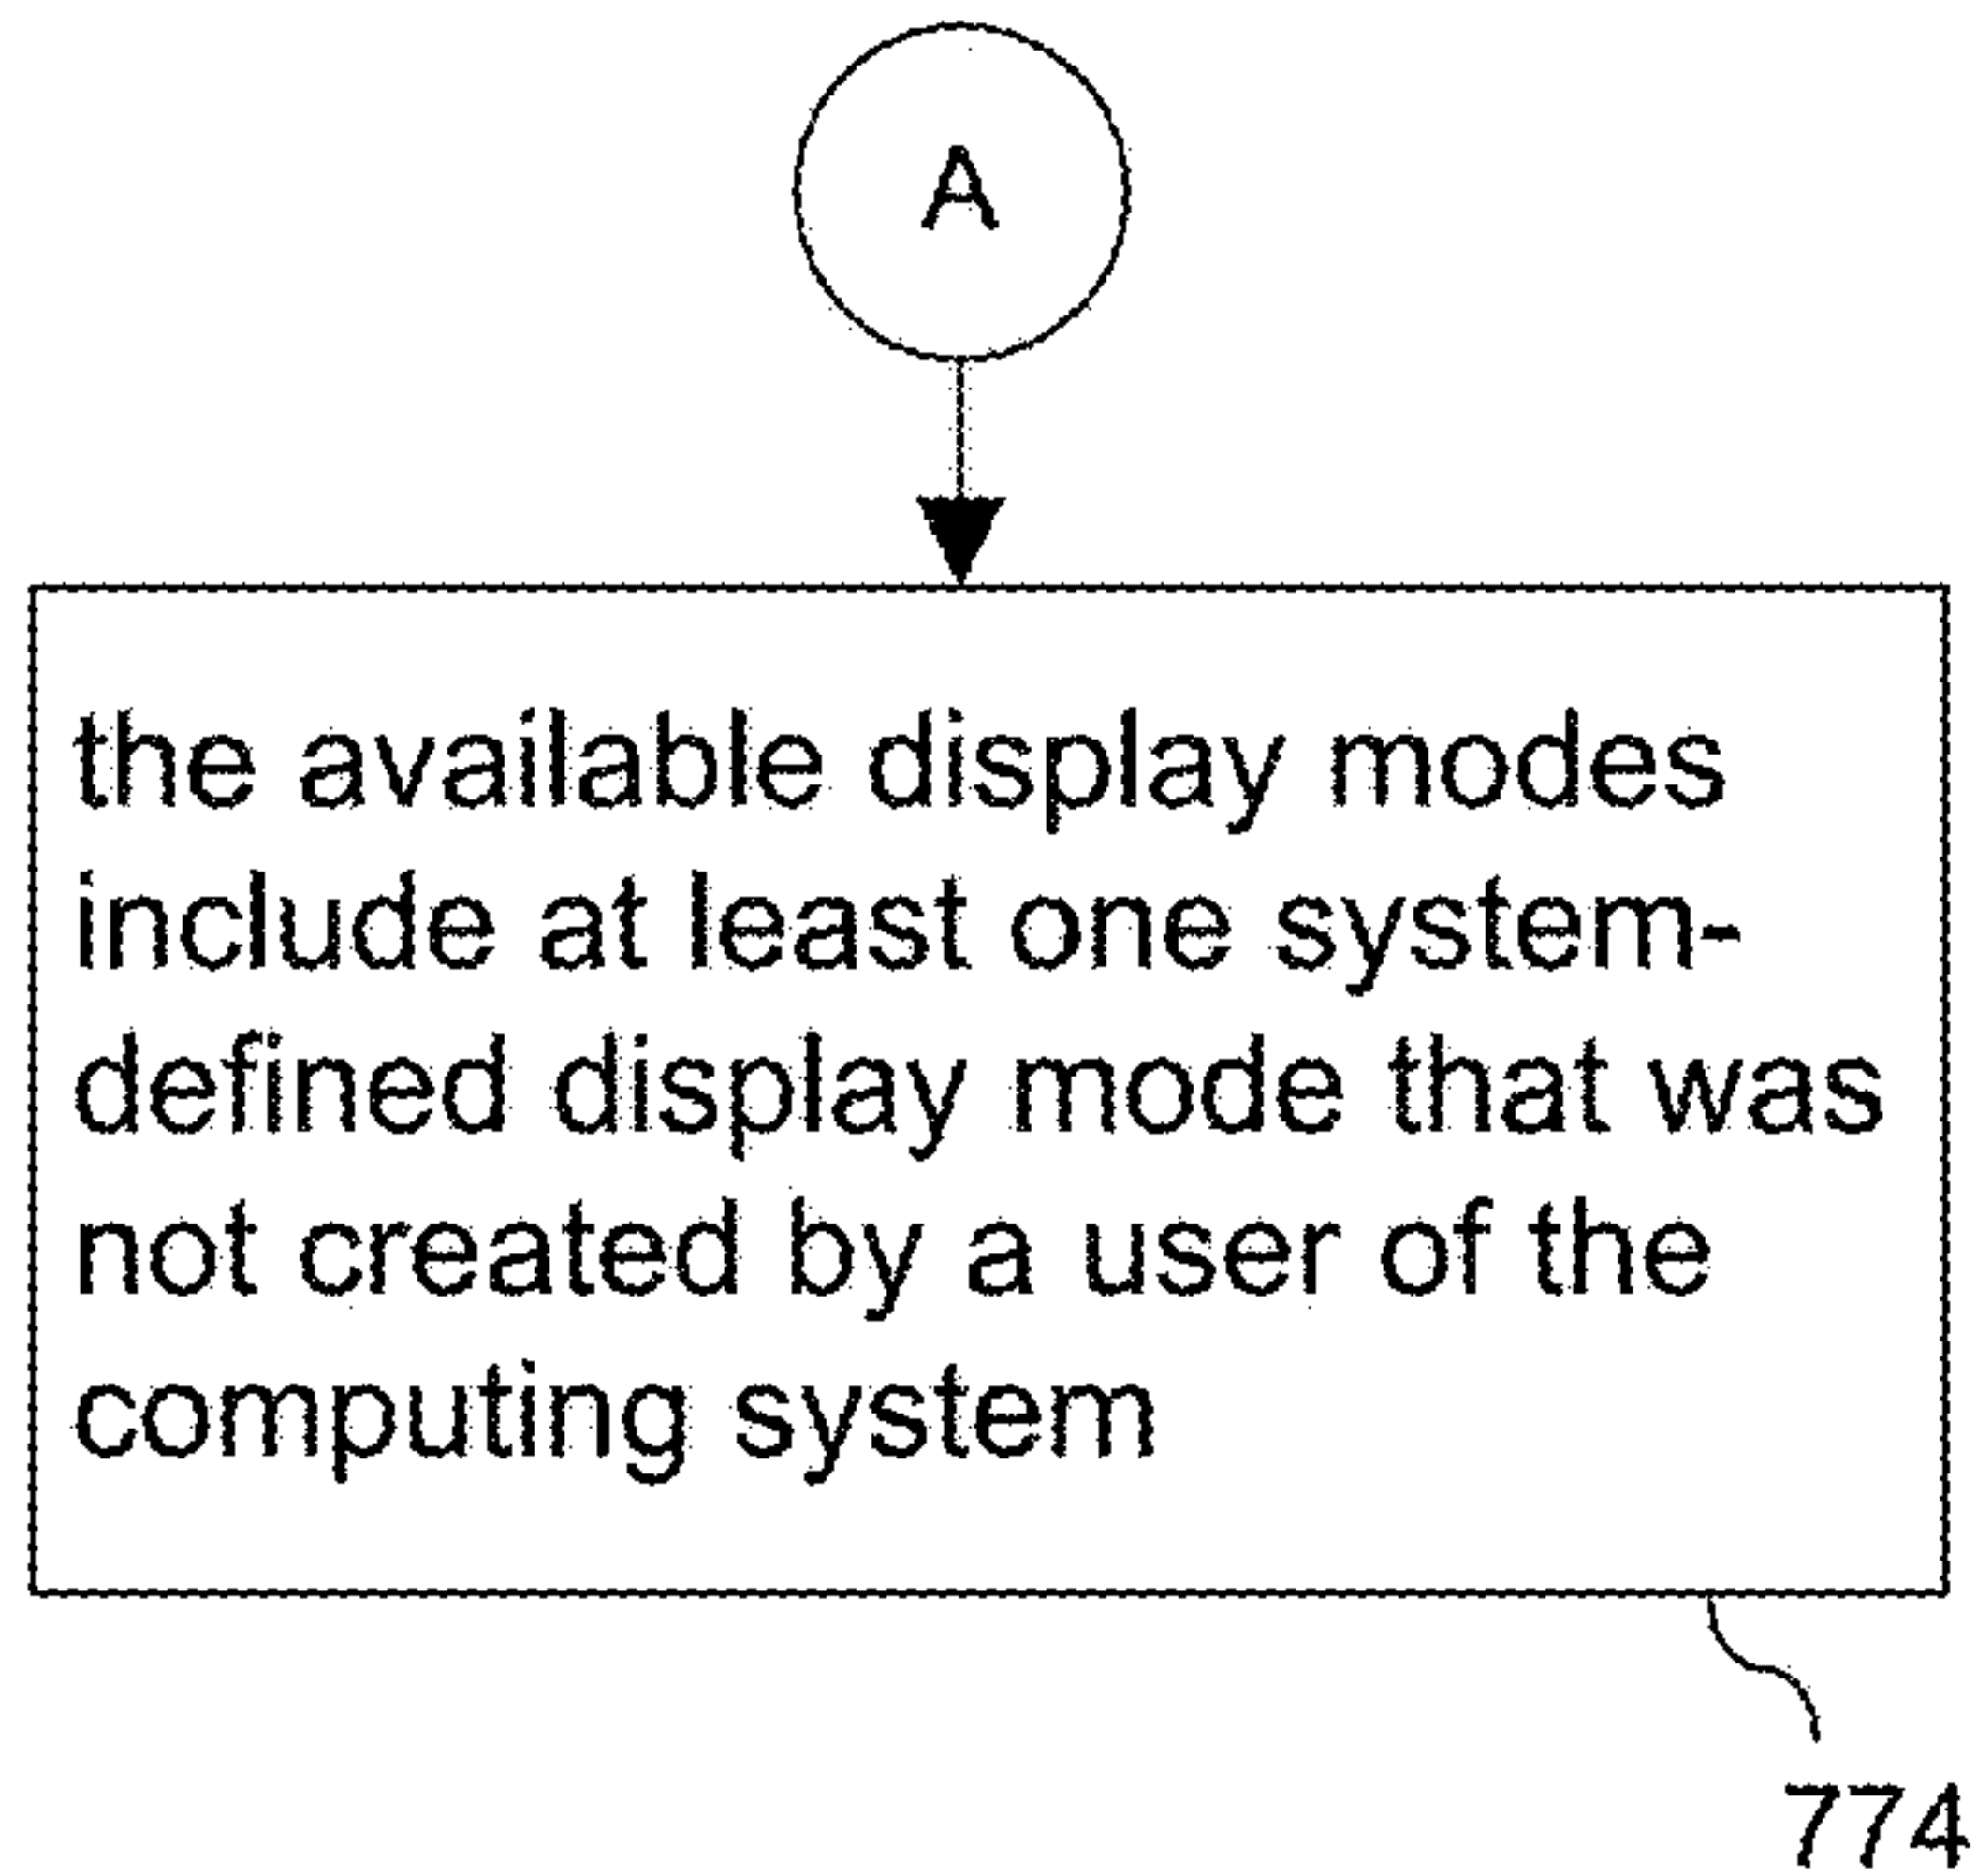 A
the available display modes
include at least one system-
defined display mode that was
not created by a user of the
computing system
774